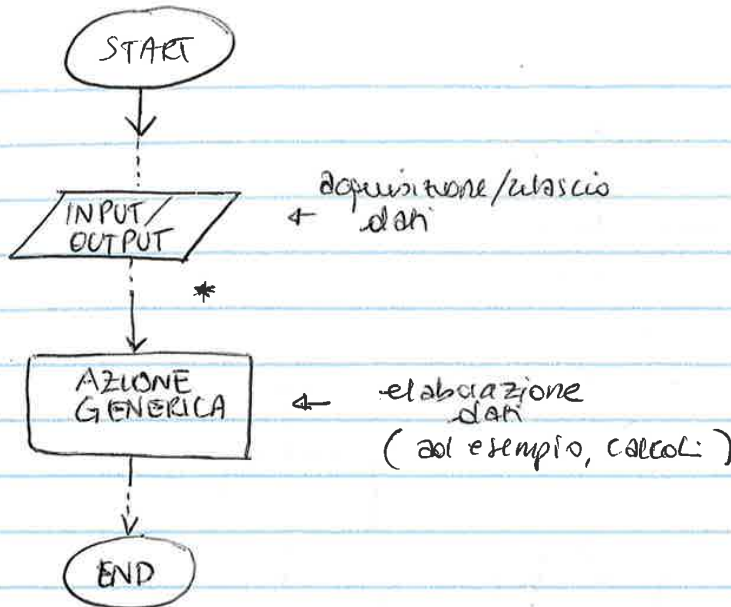 START
INPUT/
OUTPUT
← acquisizione/rilascio
dati
*
AZIONE
GENERICA
← elaborazione
dati
(ad esempio, calcoli)
END